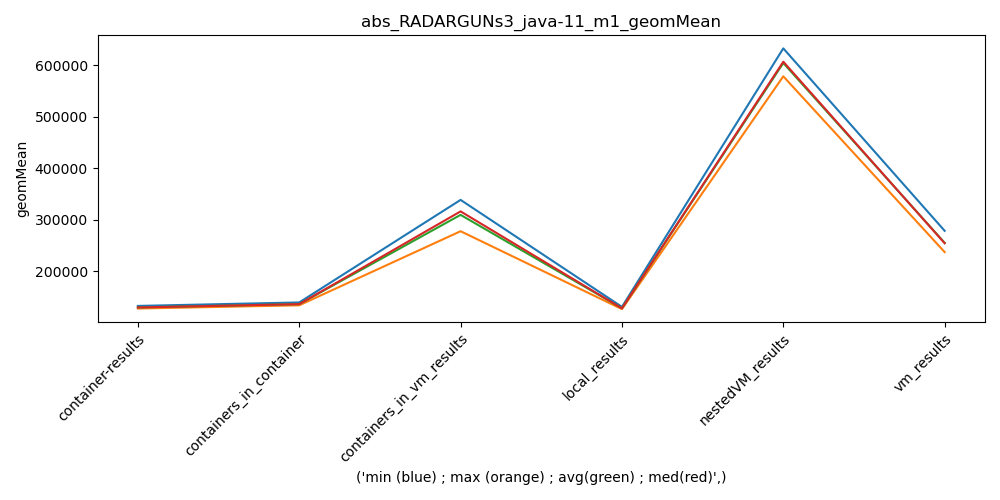 abs_RADARGUNs3_java-11_m1_geomMean
geomMean
600000
500000
400000
300000
200000
container-results
containers_in_container
containers_in_vm_results
local_results
nestedVM_results
vm_results
('min (blue) ; max (orange) ; avg(green) ; med(red)',)